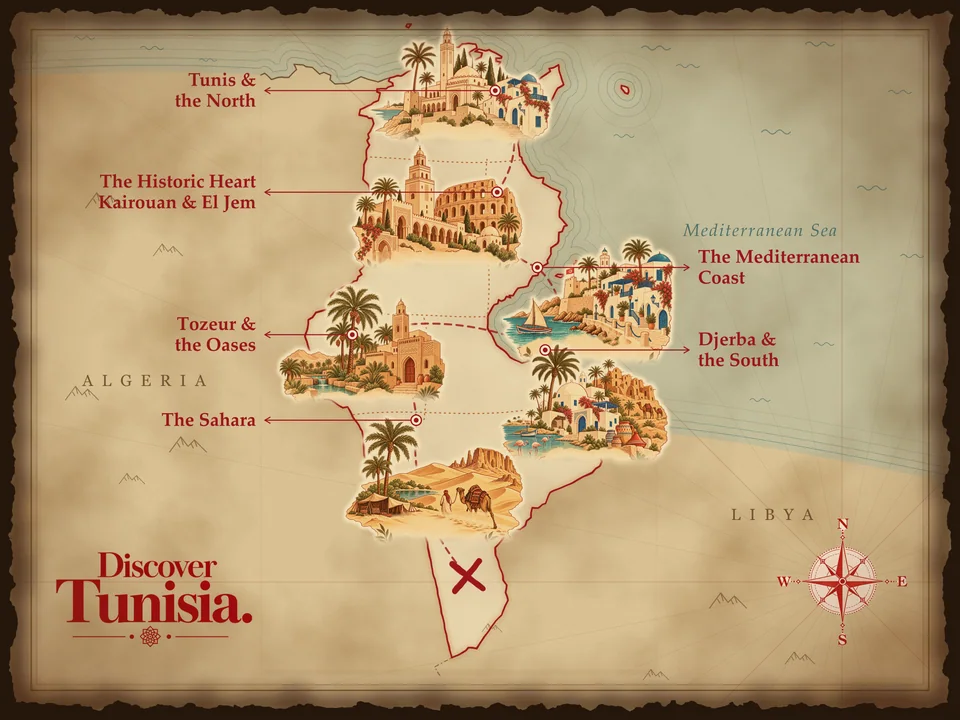 Tunis &
the North
The Historic Heart
Kairouan & El Jem
Mediterranean Sea
The Mediterranean
Coast
Tozeur &
the Oases
Djerba &
the South
ALGERIA
The Sahara
LIBYA
N
W
E
S
Discover
Tunisia.